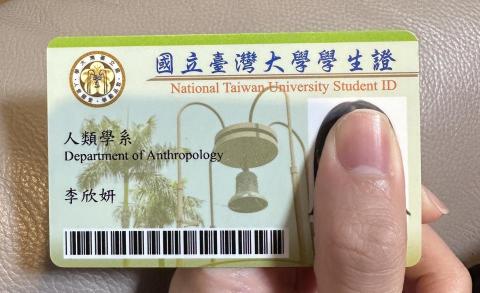 國立臺灣大學學生證
National Taiwan University Student ID
人類學系
Department of Anthropology
李欣妍